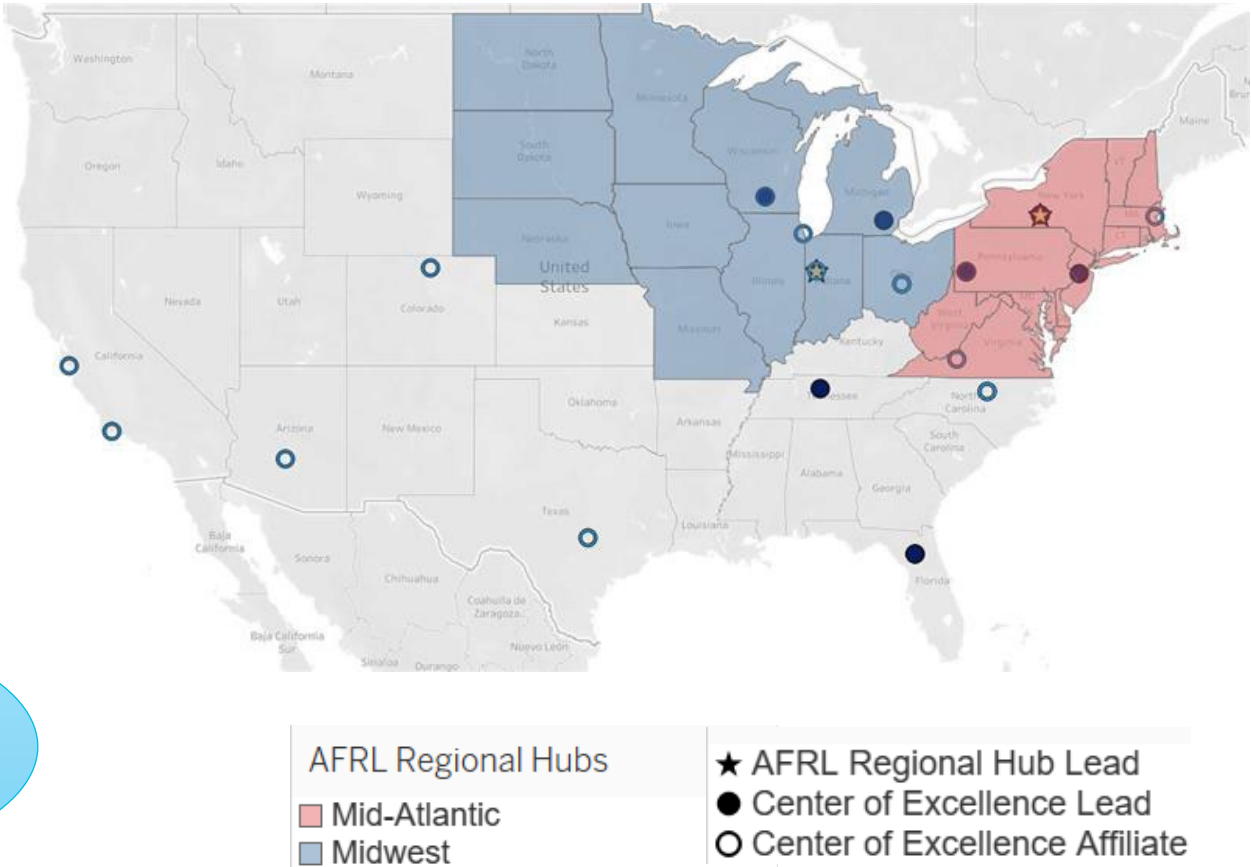 Washington
Montana
North
Dakota
Minnesota
Maine
Oregon
Idaho
South
Dakota
Wisconsin
Michigan
VT
New York
Wyoming
Nebraska
Iowa
MA
CT
Pennsylvania
United
States
Nevada
Utah
Colorado
Kansas
Illinois
Indiana
Ohio
West
Virginia
Virginia
Missouri
Kentucky
California
Arizona
New Mexico
Oklahoma
Arkansas
Tennessee
North
Carolina
South
Carolina
Mississippi
Alabama
Georgia
Texas
Louisiana
Florida
Baja
California
Sonora
Chihuahua
Coahuila de
Zaragoza
Baja California
Sur
Sinaloa
Durango
Nuevo León
AFRL Regional Hubs
Mid-Atlantic
Midwest
★ AFRL Regional Hub Lead
● Center of Excellence Lead
○ Center of Excellence Affiliate